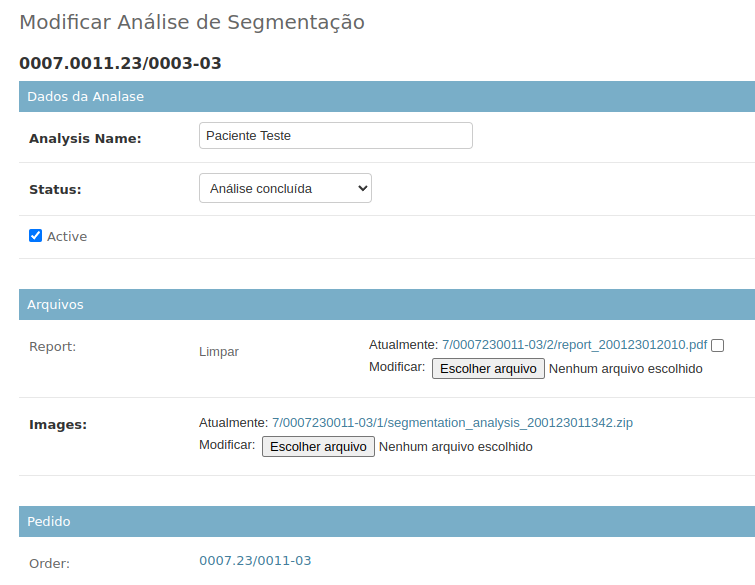 Modificar Análise de Segmentação
0007.0011.23/0003-03
Dados da Analase
Analysis Name: Paciente Teste
Status: Análise concluída
Active
Arquivos
Report: Limpar Atualmente: 7/0007230011-03/2/report_200123012010.pdf
Modificar: Escolher arquivo Nenhum arquivo escolhido
Images: Atualmente: 7/0007230011-03/1/segmentation_analysis_200123011342.zip
Modificar: Escolher arquivo Nenhum arquivo escolhido
Pedido
Order: 0007.23/0011-03